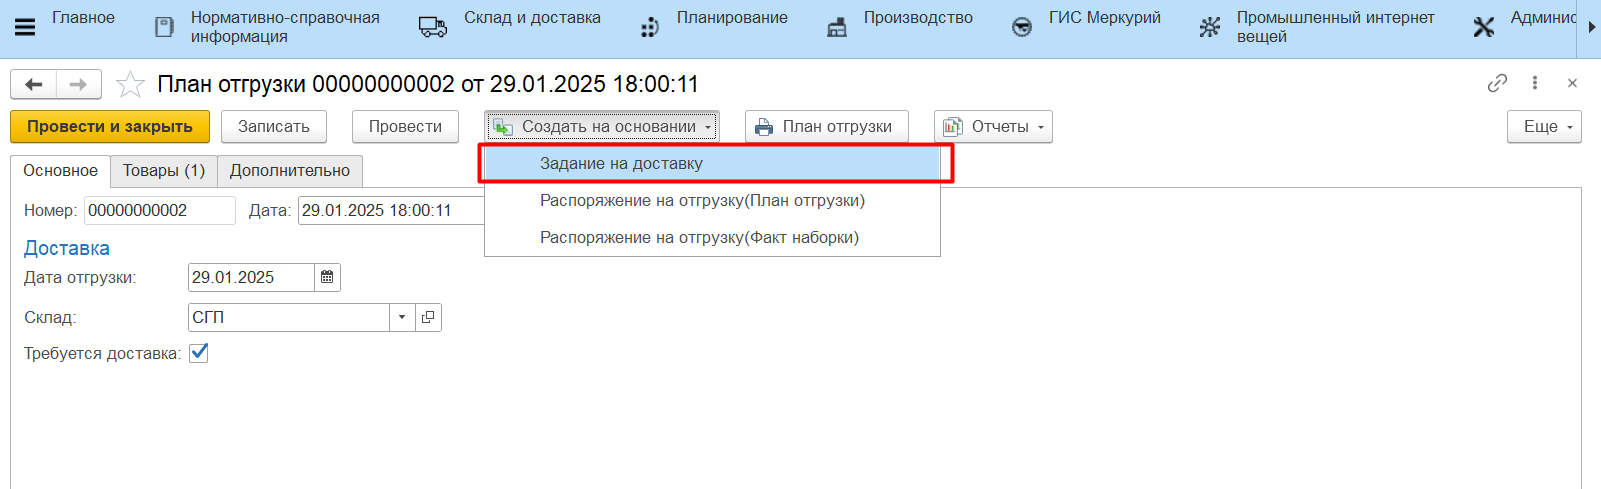 Главное
Нормативно-справочная
информация
Склад и доставка
Планирование
Производство
ГИС Меркурий
Промышленный интернет
вещей
Админис
План отгрузки 00000000002 от 29.01.2025 18:00:11
Провести и закрыть
Записать
Провести
Создать на основании
План отгрузки
Отчеты
Еще
Задание на доставку
Распоряжение на отгрузку(План отгрузки)
Распоряжение на отгрузку(Факт наборки)
Основное
Товары (1)
Дополнительно
Номер: 00000000002 Дата: 29.01.2025 18:00:11
Доставка
Дата отгрузки: 29.01.2025
Склад: СГП
Требуется доставка: